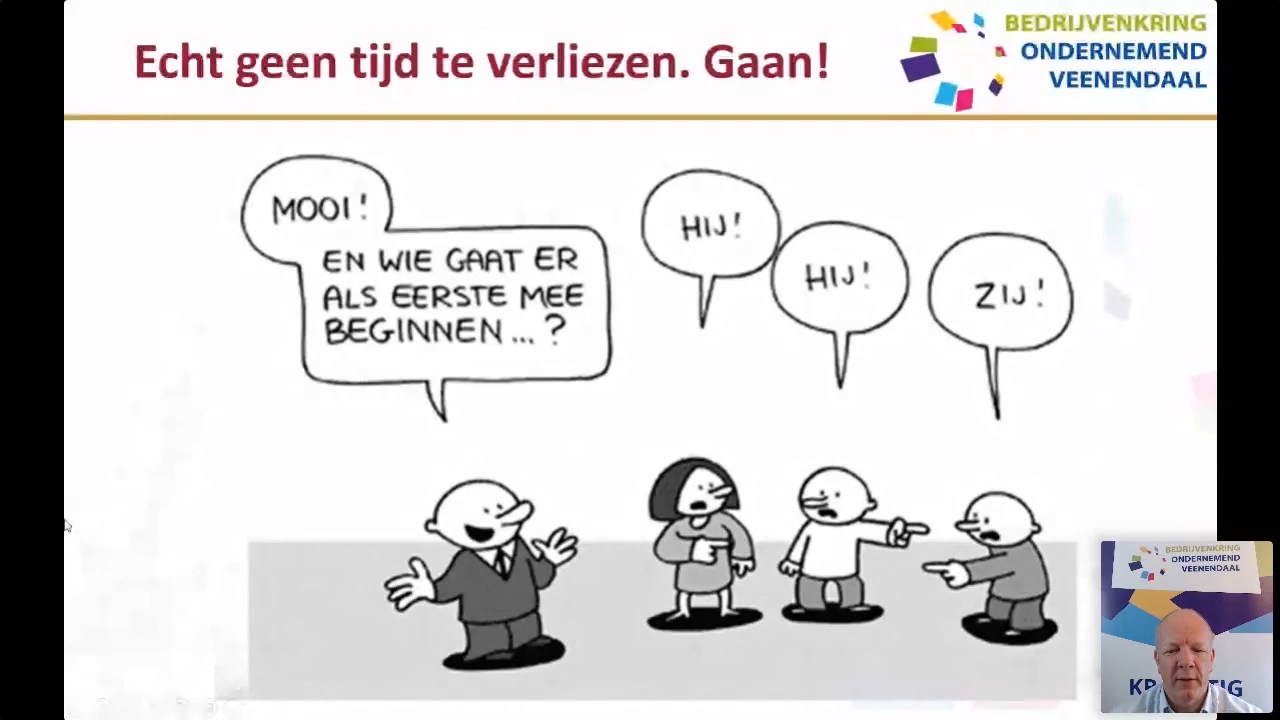 Echt geen tijd te verliezen. Gaan!
BEDRIJVENKRING
ONDERNEMEND
VEENENDAAL
MOOI!
EN WIE GAAT ER
ALS EERSTE MEE
BEGINNEN ... ?
HIJ!
HIJ!
ZIJ!
BEDRIJVENKRING
ONDERNEMEND
VEENENDAAL